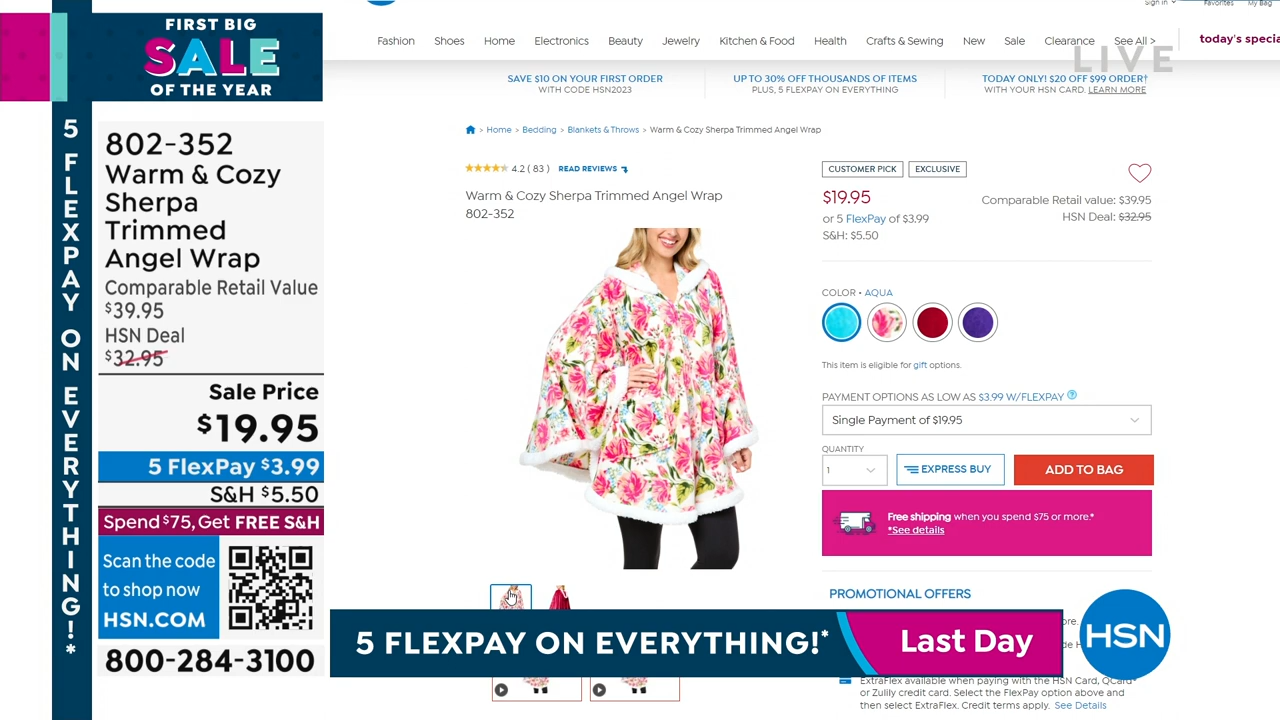 FIRST BIG
SALE
OF THE YEAR
5 FLEXPAY ON EVERYTHING!*
802-352
Warm & Cozy
Sherpa
Trimmed
Angel Wrap
Comparable Retail Value
$39.95
HSN Deal
$32.95
Sale Price
$19.95
5 FlexPay $3.99
S&H $5.50
Spend $75, Get FREE S&H
Scan the code
to shop now
HSN.COM
800-284-3100
Sign in
Favorites
My Bag
Fashion Shoes Home Electronics Beauty Jewelry Kitchen & Food Health Crafts & Sewing New Sale Clearance See All >
today's specia
LIVE
SAVE $10 ON YOUR FIRST ORDER
WITH CODE HSN2023
UP TO 30% OFF THOUSANDS OF ITEMS
PLUS, 5 FLEXPAY ON EVERYTHING
TODAY ONLY! $20 OFF $99 ORDER†
WITH YOUR HSN CARD. LEARN MORE
> Home > Bedding > Blankets & Throws > Warm & Cozy Sherpa Trimmed Angel Wrap
4.2 ( 83 ) READ REVIEWS
Warm & Cozy Sherpa Trimmed Angel Wrap
802-352
CUSTOMER PICK
EXCLUSIVE
$19.95
or 5 FlexPay of $3.99
S&H: $5.50
Comparable Retail value: $39.95
HSN Deal: $32.95
COLOR • AQUA
This item is eligible for gift options.
PAYMENT OPTIONS AS LOW AS $3.99 W/FLEXPAY ?
Single Payment of $19.95
QUANTITY
1
EXPRESS BUY
ADD TO BAG
Free shipping when you spend $75 or more.*
*See details
PROMOTIONAL OFFERS
ore.
de H
ExtraFlex available when paying with the HSN Card, QCard®
or Zulily credit card. Select the FlexPay option above and
then select ExtraFlex. Credit terms apply. See Details
5 FLEXPAY ON EVERYTHING!*
Last Day
HSN